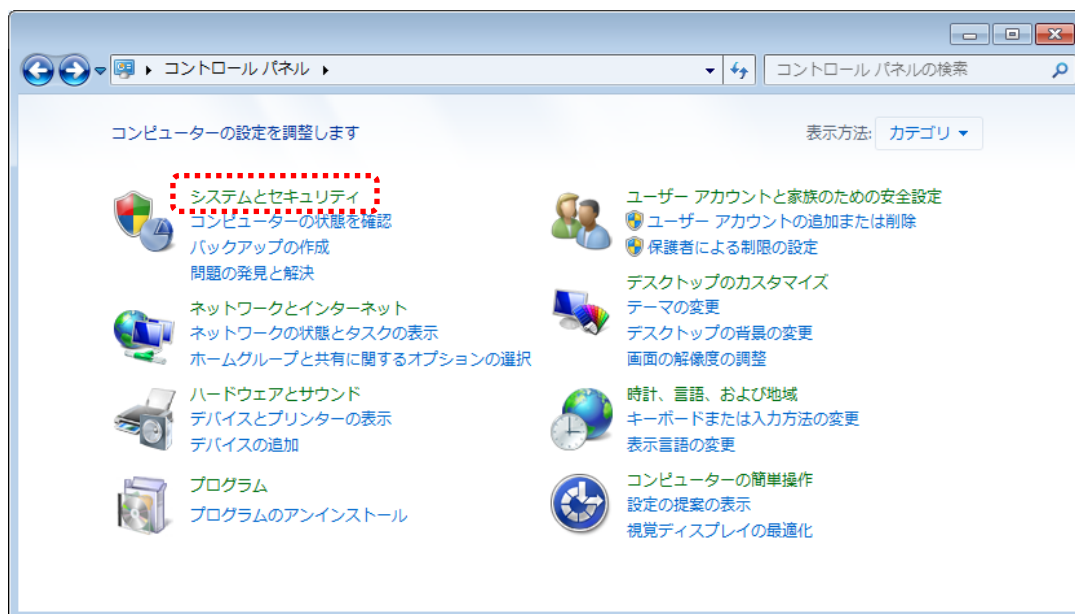 コントロール パネル
コントロール パネルの検索
コンピューターの設定を調整します
表示方法: カテゴリ
システムとセキュリティ
コンピューターの状態を確認
バックアップの作成
問題の発見と解決
ネットワークとインターネット
ネットワークの状態とタスクの表示
ホームグループと共有に関するオプションの選択
ハードウェアとサウンド
デバイスとプリンターの表示
デバイスの追加
プログラム
プログラムのアンインストール
ユーザー アカウントと家族のための安全設定
ユーザー アカウントの追加または削除
保護者による制限の設定
デスクトップのカスタマイズ
テーマの変更
デスクトップの背景の変更
画面の解像度の調整
時計、言語、および地域
キーボードまたは入力方法の変更
表示言語の変更
コンピューターの簡単操作
設定の提案の表示
視覚ディスプレイの最適化